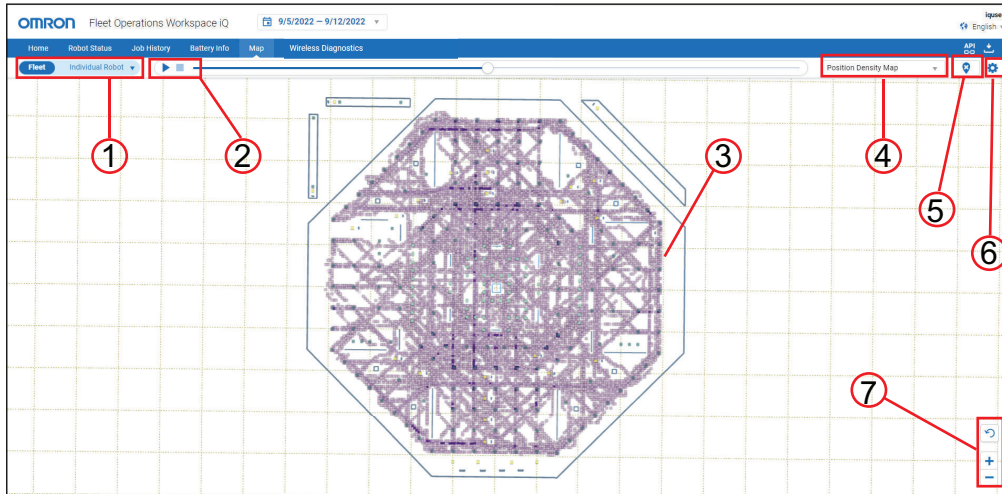 OMRON Fleet Operations Workspace iQ 9/5/2022 — 9/12/2022
English
Home Robot Status Job History Battery Info Map Wireless Diagnostics API
Fleet Individual Robot Position Density Map
1 2 3 4 5 6 7